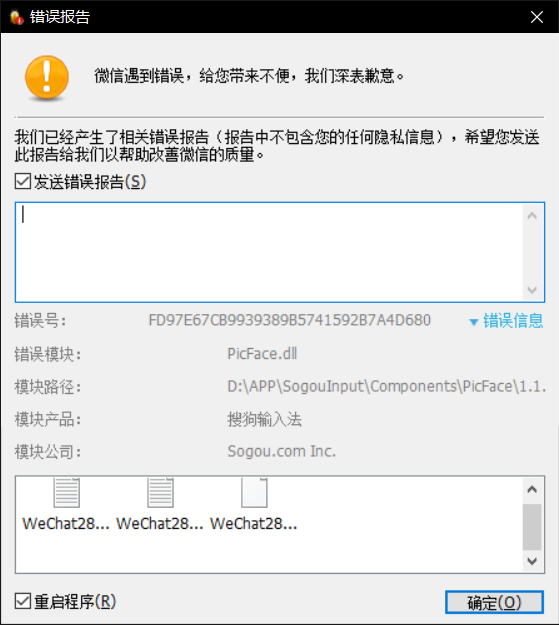 错误报告
微信遇到错误，给您带来不便，我们深表歉意。
我们已经产生了相关错误报告（报告中不包含您的任何隐私信息），希望您发送
此报告给我们以帮助改善微信的质量。
发送错误报告(S)
错误号： FD97E67CB9939389B5741592B7A4D680 错误信息
错误模块： PicFace.dll
模块路径： D:\APP\SogouInput\Components\PicFace\1.1.
模块产品： 搜狗输入法
模块公司： Sogou.com Inc.
WeChat28... WeChat28... WeChat28...
重启程序(R) 确定(O)